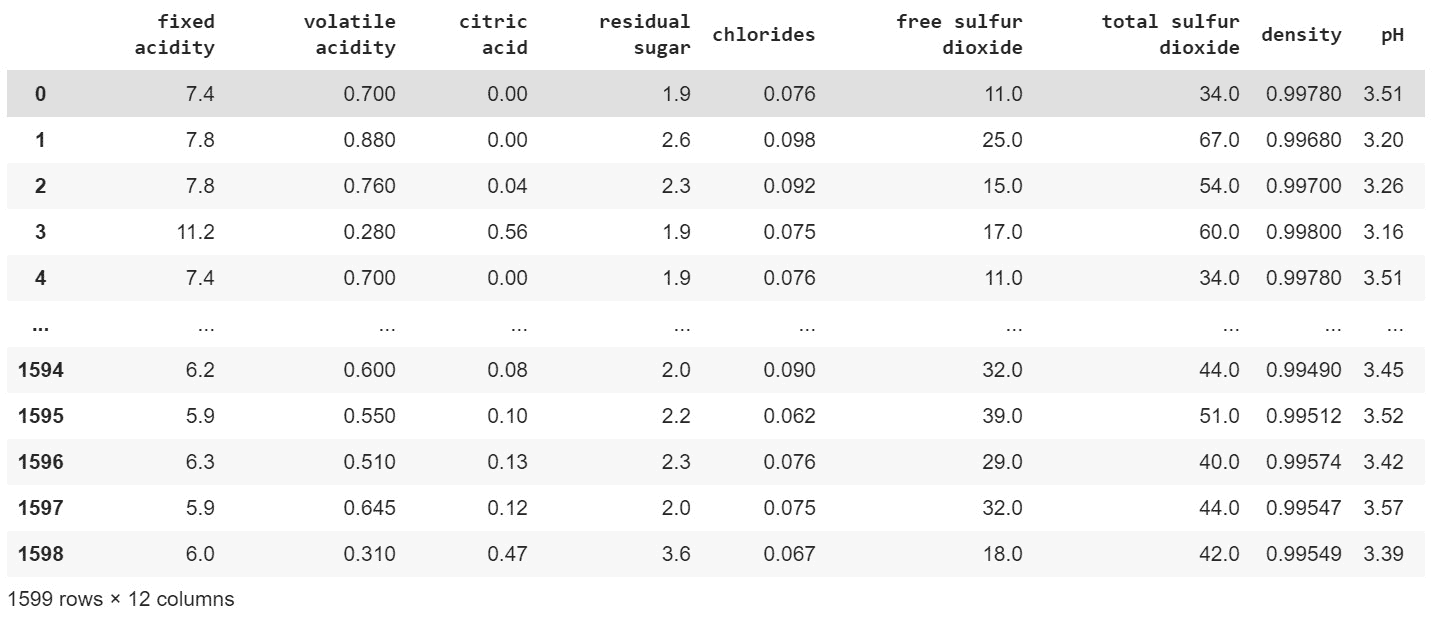 fixed acidity volatile acidity citric acid residual sugar chlorides free sulfur dioxide total sulfur dioxide density pH
0 7.4 0.700 0.00 1.9 0.076 11.0 34.0 0.99780 3.51
1 7.8 0.880 0.00 2.6 0.098 25.0 67.0 0.99680 3.20
2 7.8 0.760 0.04 2.3 0.092 15.0 54.0 0.99700 3.26
3 11.2 0.280 0.56 1.9 0.075 17.0 60.0 0.99800 3.16
4 7.4 0.700 0.00 1.9 0.076 11.0 34.0 0.99780 3.51
... ... ... ... ... ... ... ... ... ...
1594 6.2 0.600 0.08 2.0 0.090 32.0 44.0 0.99490 3.45
1595 5.9 0.550 0.10 2.2 0.062 39.0 51.0 0.99512 3.52
1596 6.3 0.510 0.13 2.3 0.076 29.0 40.0 0.99574 3.42
1597 5.9 0.645 0.12 2.0 0.075 32.0 44.0 0.99547 3.57
1598 6.0 0.310 0.47 3.6 0.067 18.0 42.0 0.99549 3.39
1599 rows × 12 columns